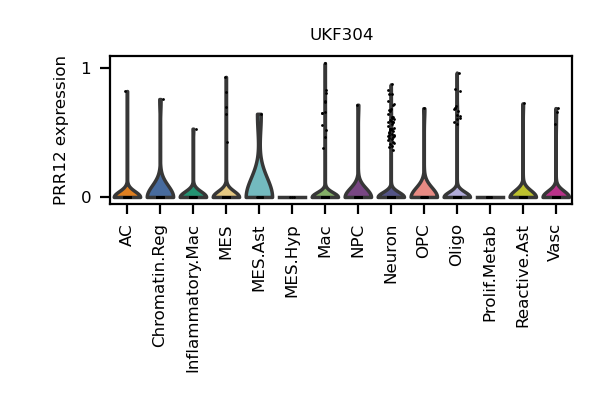 UKF304
PRR12 expression
1
0
AC
Chromatin.Reg
Inflammatory.Mac
MES
MES.Ast
MES.Hyp
Mac
NPC
Neuron
OPC
Oligo
Prolif.Metab
Reactive.Ast
Vasc